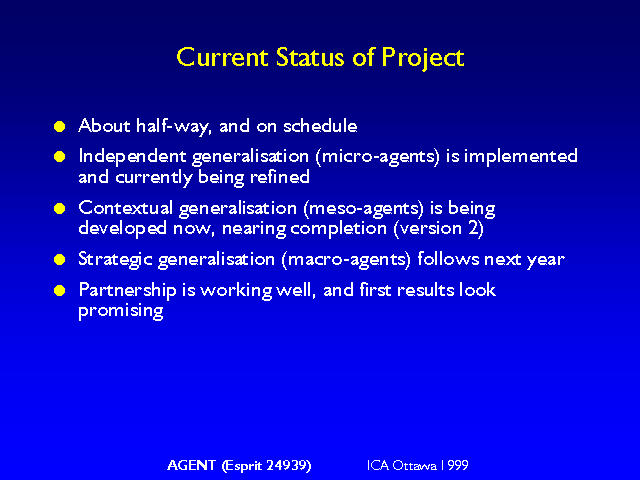 Current Status of Project
● About half-way, and on schedule
● Independent generalisation (micro-agents) is implemented
and currently being refined
● Contextual generalisation (meso-agents) is being
developed now, nearing completion (version 2)
● Strategic generalisation (macro-agents) follows next year
● Partnership is working well, and first results look
promising
AGENT (Esprit 24939) ICA Ottawa 1999